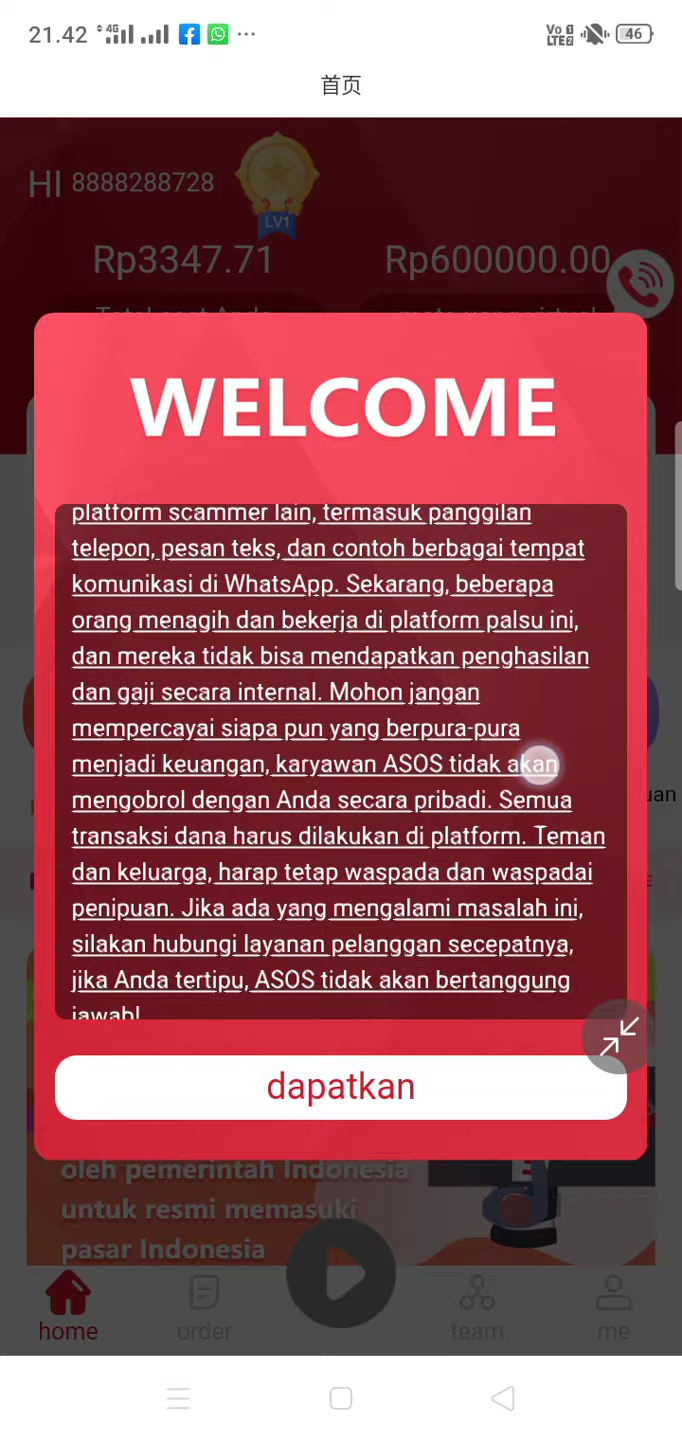 21.42
4G
Vo
LTE2
46
首页
HI 8888288728
LV1
Rp3347.71
Rp600000.00
WELCOME
platform scammer lain, termasuk panggilan
telepon, pesan teks, dan contoh berbagai tempat
komunikasi di WhatsApp. Sekarang, beberapa
orang menagih dan bekerja di platform palsu ini,
dan mereka tidak bisa mendapatkan penghasilan
dan gaji secara internal. Mohon jangan
mempercayai siapa pun yang berpura-pura
menjadi keuangan, karyawan ASOS tidak akan
mengobrol dengan Anda secara pribadi. Semua
transaksi dana harus dilakukan di platform. Teman
dan keluarga, harap tetap waspada dan waspadai
penipuan. Jika ada yang mengalami masalah ini,
silakan hubungi layanan pelanggan secepatnya,
jika Anda tertipu, ASOS tidak akan bertanggung
jawab!
dapatkan
oleh pemerintah Indonesia
untuk resmi memasuki
pasar Indonesia
home
order
team
me